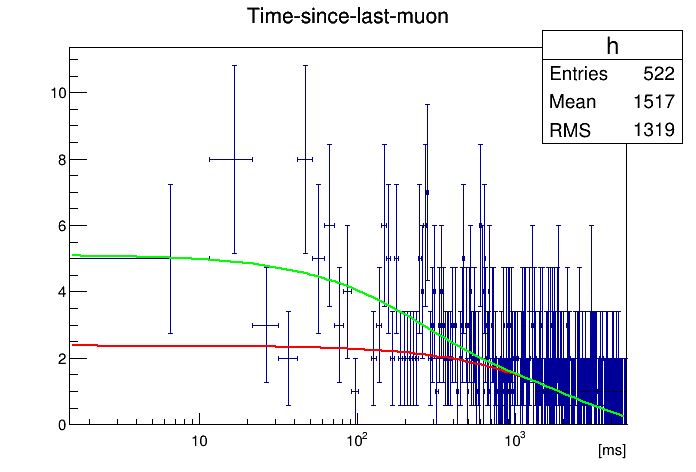 Time-since-last-muon
h
Entries 522
Mean 1517
RMS 1319
10
8
6
4
2
0
10 10² 10³
[ms]